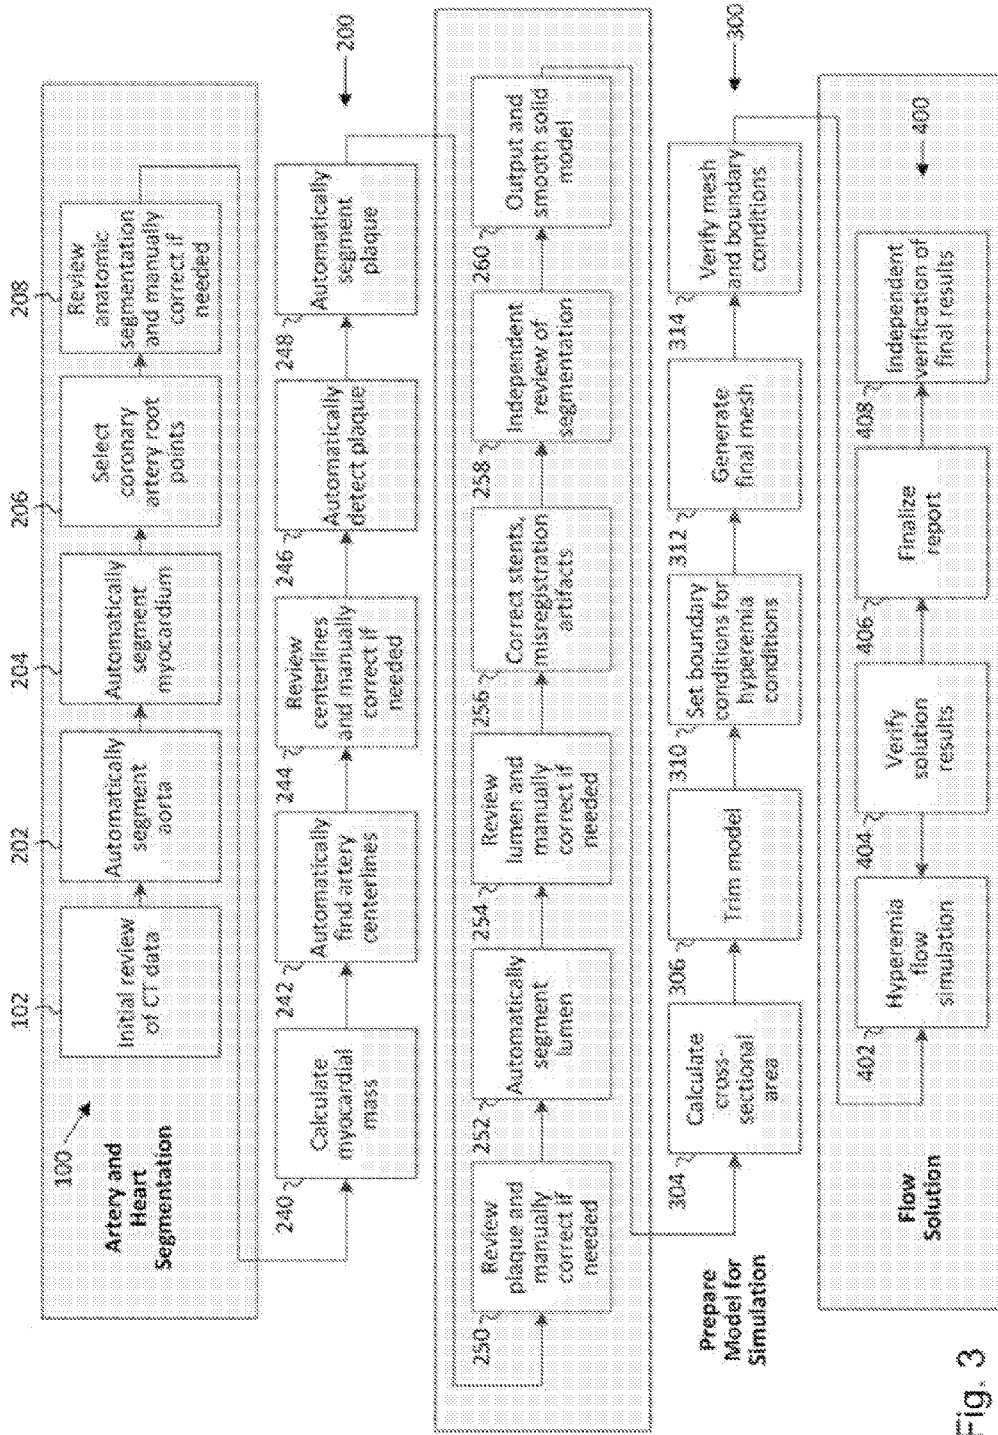 100
Artery and
Heart
Segmentation
102
Initial review
of CT data
202
Automatically
segment
aorta
204
Automatically
segment
myocardium
206
Select
coronary
artery root
points
208
Review
anatomic
segmentation
and manually
correct if
needed
200
240
Calculate
myocardial
mass
242
Automatically
find artery
centerlines
244
Review
centerlines
and manually
correct if
needed
246
Automatically
detect plaque
248
Automatically
segment
plaque
250
Review
plaque and
manually
correct if
needed
252
Automatically
segment
lumen
254
Review
lumen and
manually
correct if
needed
256
Correct stents,
misregistration
artifacts
258
Independent
review of
segmentation
260
Output and
smooth solid
model
300
Prepare
Model for
Simulation
304
Calculate
cross-
sectional
area
306
Trim model
310
Set boundary
conditions for
hyperemia
conditions
312
Generate
final mesh
314
Verify mesh
and boundary
conditions
400
Flow
Solution
402
Hyperemia
flow
simulation
404
Verify
solution
results
406
Finalize
report
408
Independent
verification of
final results
Fig. 3